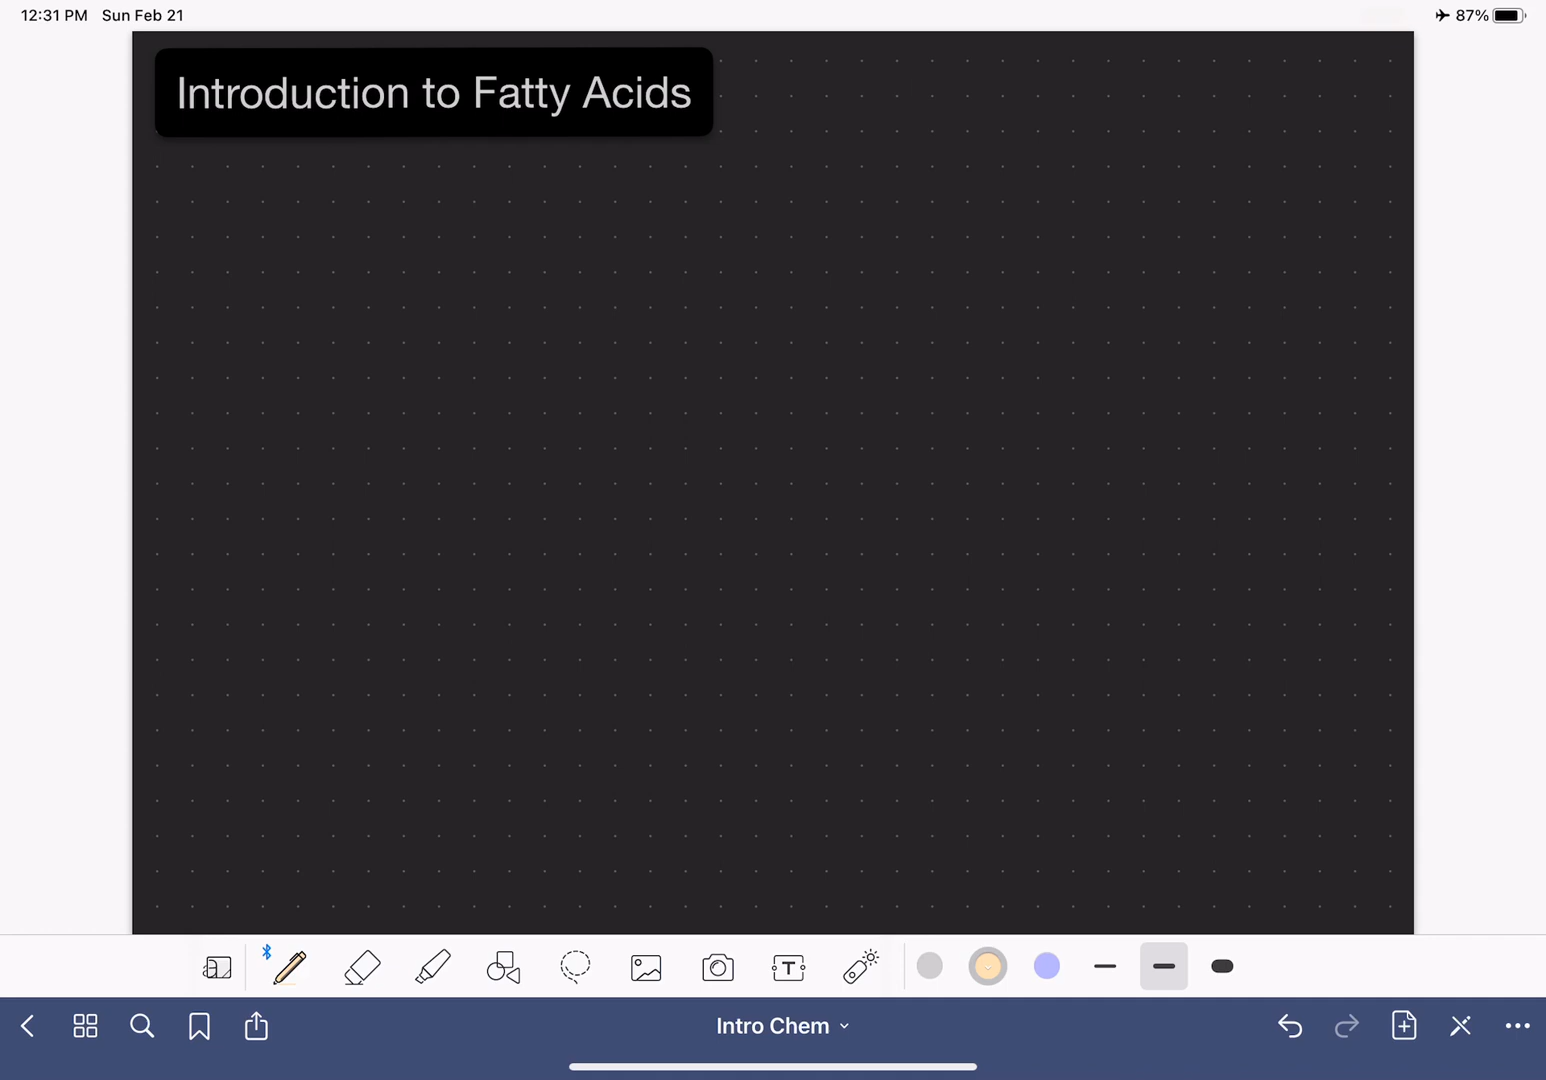 12:31 PM Sun Feb 21
87%
Introduction to Fatty Acids
Intro Chem